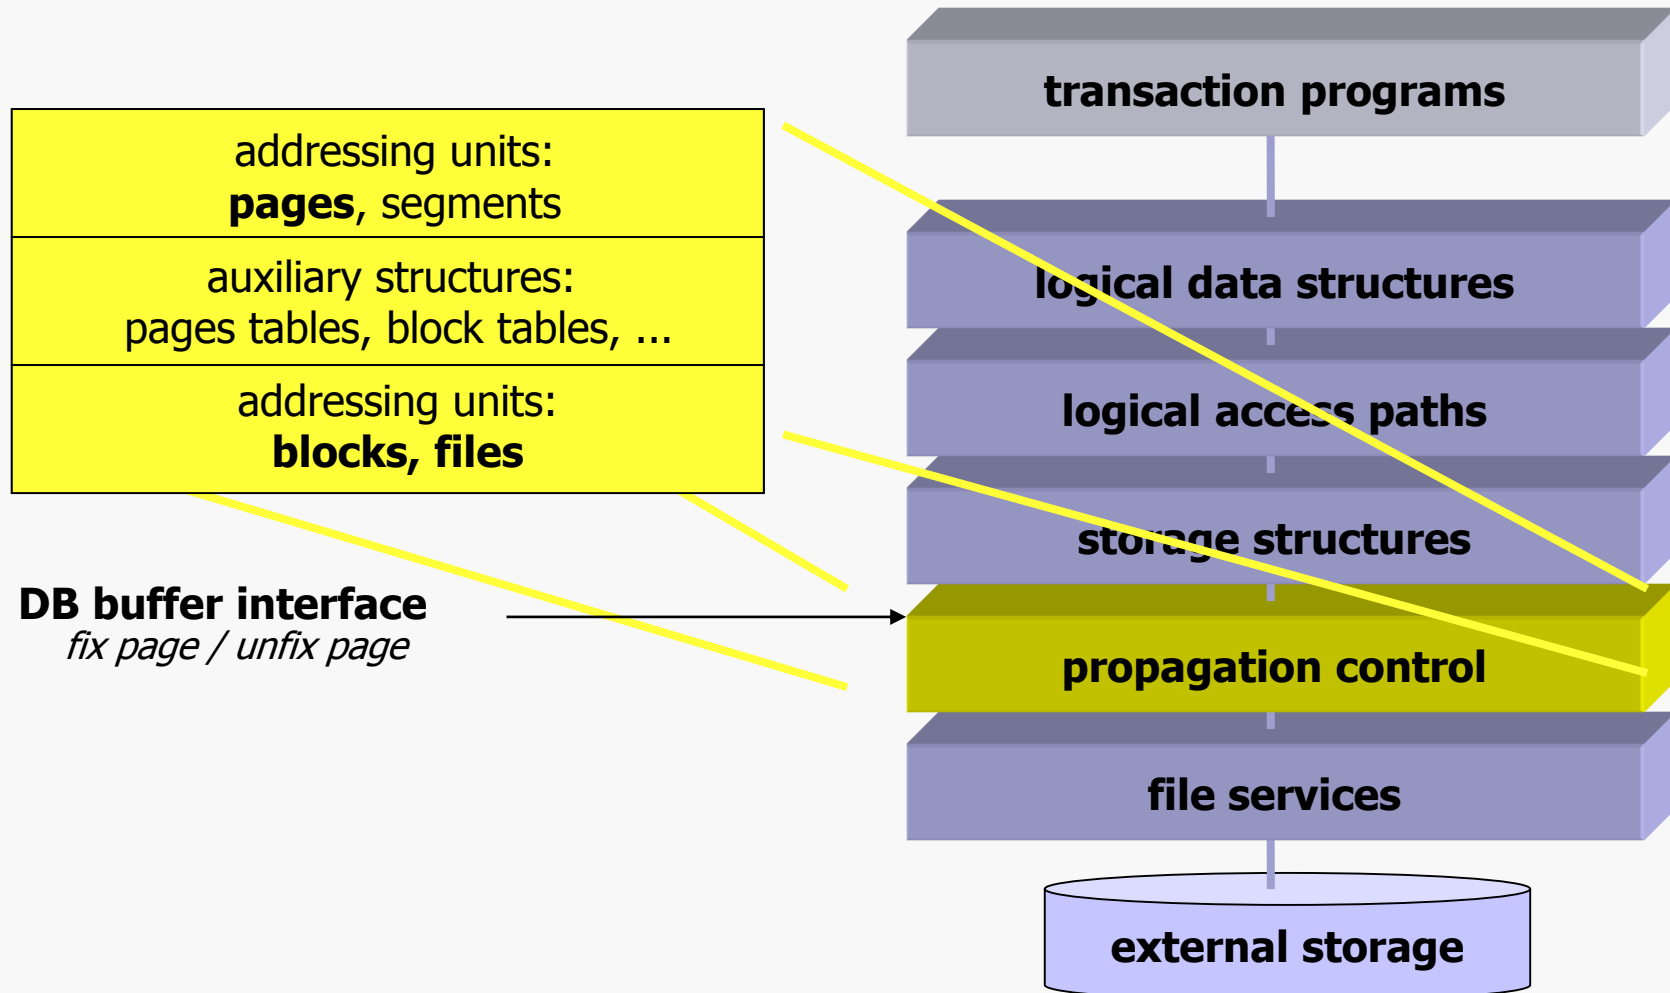 addressing units:
pages, segments
auxiliary structures:
pages tables, block tables, ...
addressing units:
blocks, files
DB buffer interface
fix page / unfix page
transaction programs
logical data structures
logical access paths
storage structures
propagation control
file services
external storage